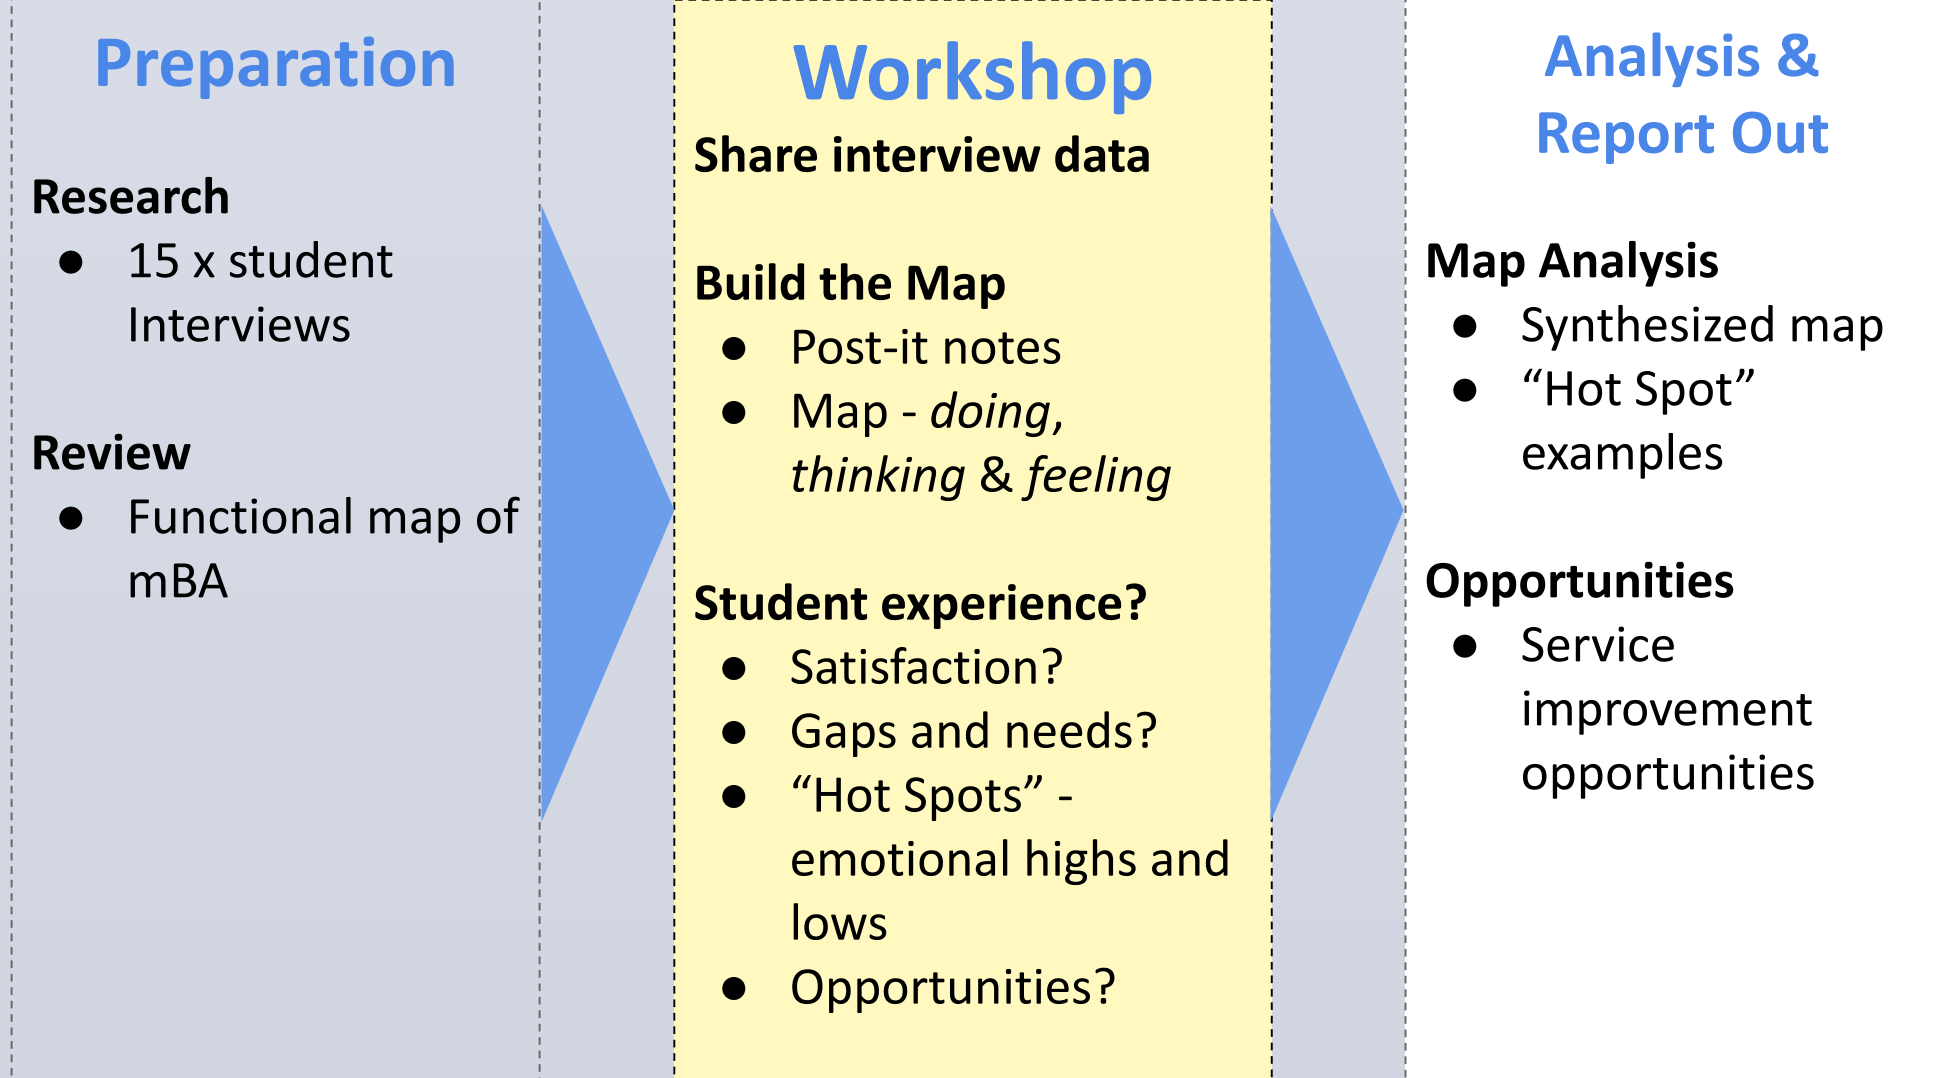 Preparation
Research
● 15 x student
Interviews
Review
● Functional map of
mBA
Workshop
Share interview data
Build the Map
● Post-it notes
● Map - doing,
thinking & feeling
Student experience?
● Satisfaction?
● Gaps and needs?
● “Hot Spots” -
emotional highs and
lows
● Opportunities?
Analysis &
Report Out
Map Analysis
● Synthesized map
● “Hot Spot”
examples
Opportunities
● Service
improvement
opportunities